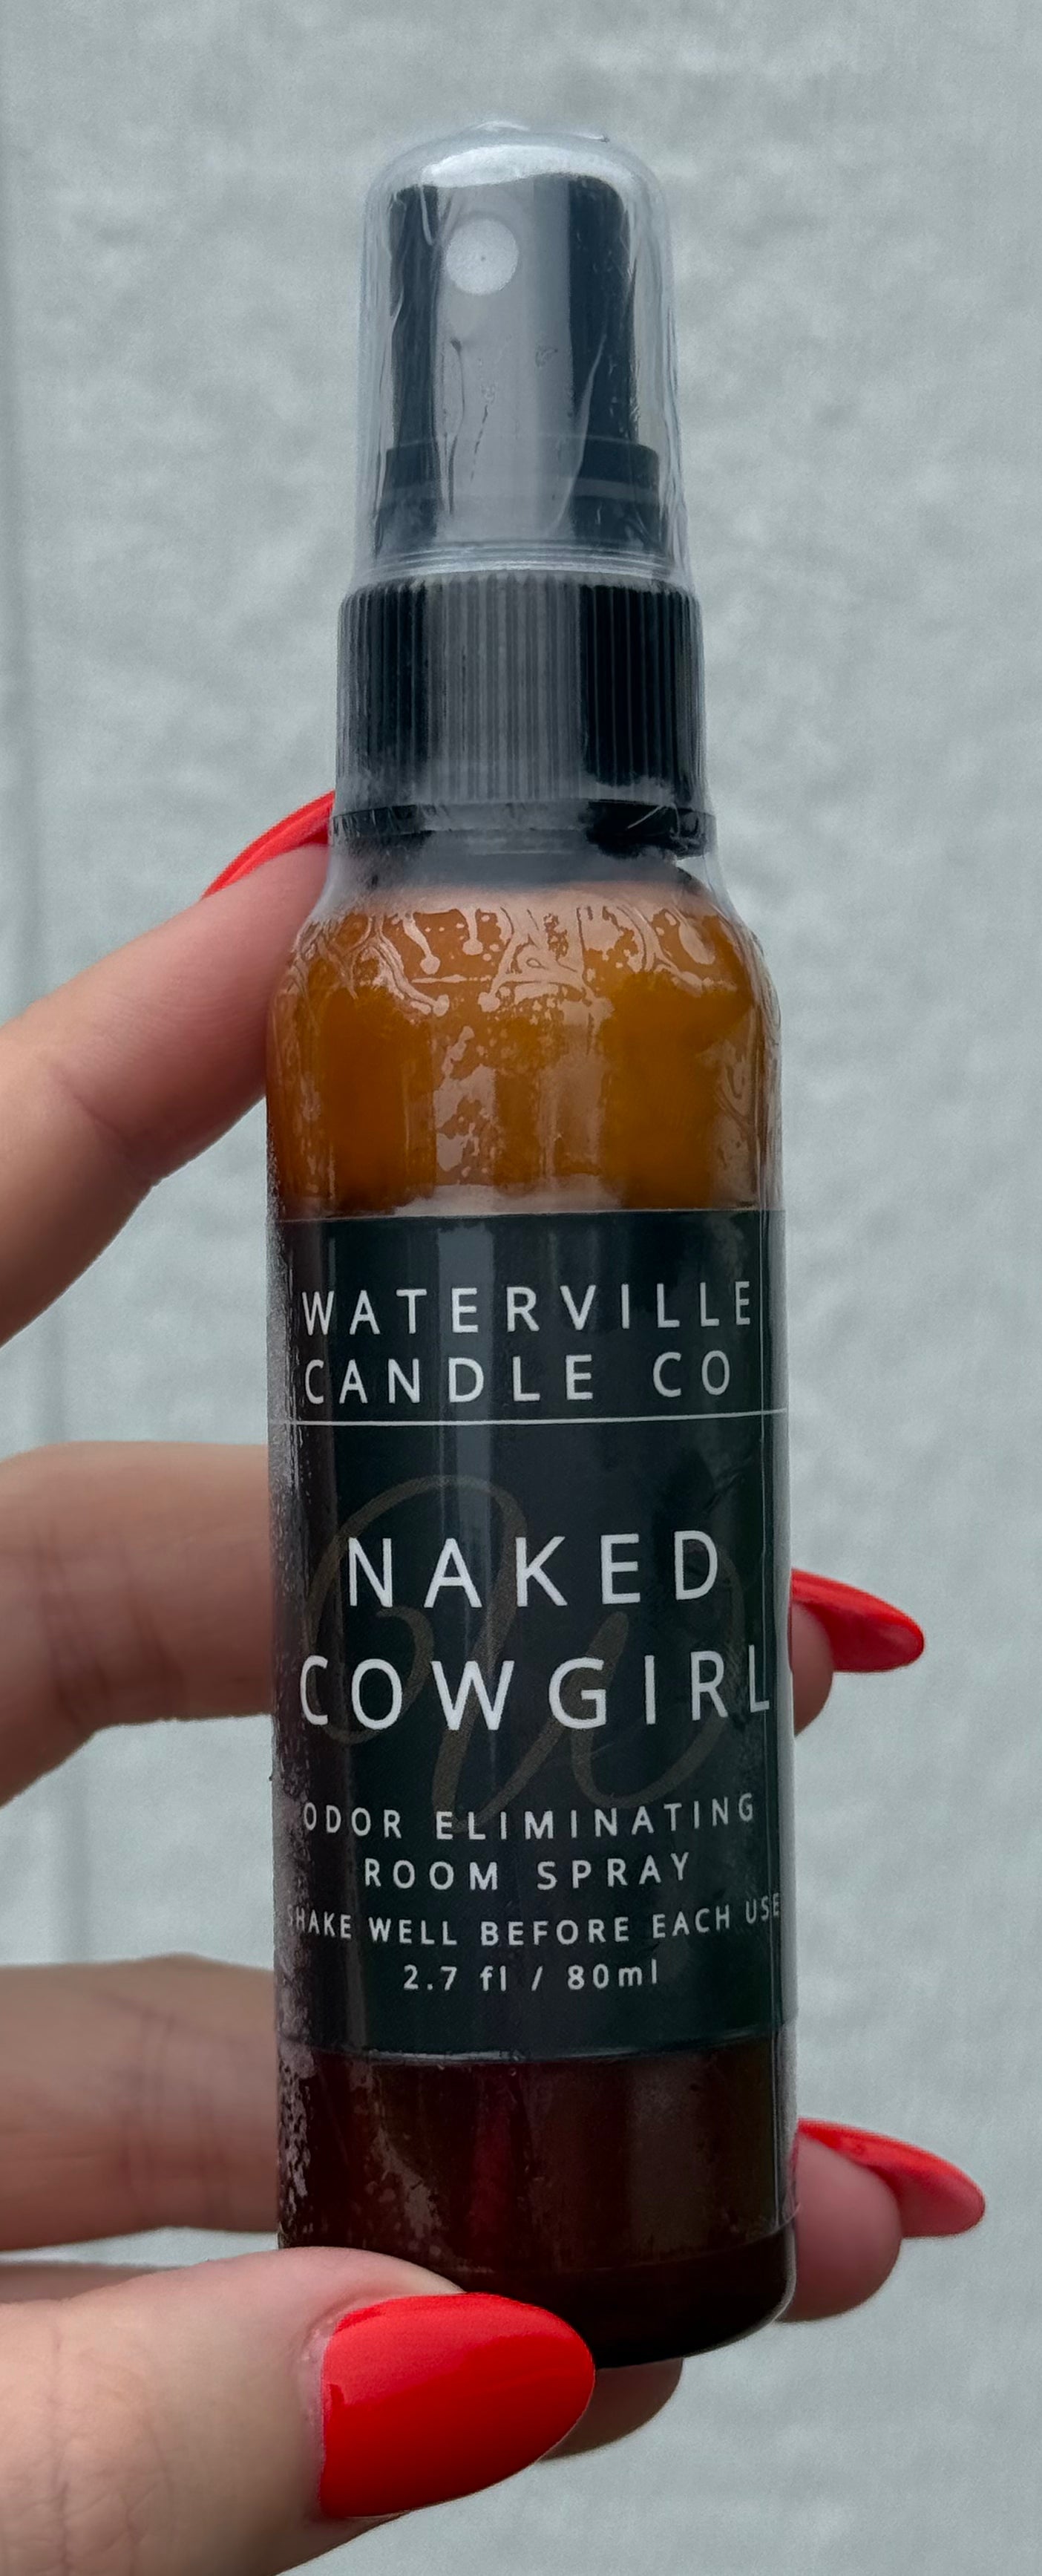 WATERVILLE
CANDLE CO
NAKED
COWGIRL
ODOR ELIMINATING
ROOM SPRAY
SHAKE WELL BEFORE EACH USE
2.7 fl / 80ml